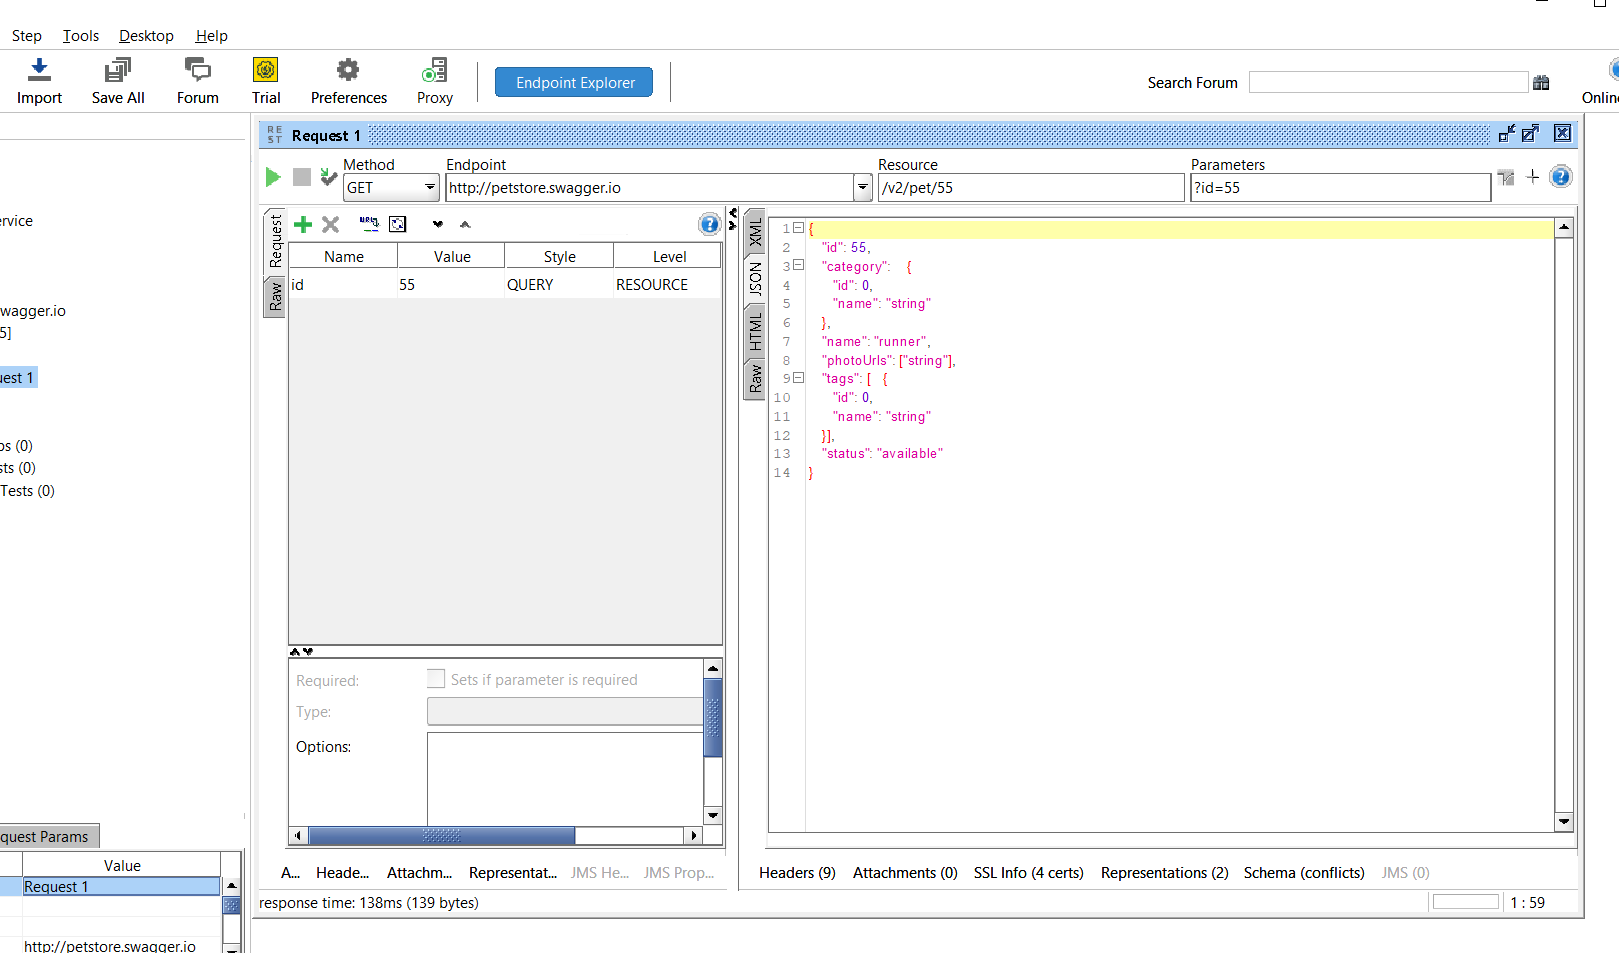 Step Tools Desktop Help
Import Save All Forum Trial Preferences Proxy Endpoint Explorer Search Forum Online
RE
ST Request 1
Method Endpoint Resource Parameters
GET http://petstore.swagger.io /v2/pet/55 ?id=55
ervice
wagger.io
5]
uest 1
os (0)
sts (0)
Tests (0)
Request
Raw
Name Value Style Level
id 55 QUERY RESOURCE
Required: Sets if parameter is required
Type:
Options:
A... Heade... Attachm... Representat... JMS He... JMS Prop...
XML
JSON
HTML
Raw
1 {
2 "id": 55,
3 "category": {
4 "id": 0,
5 "name": "string"
6 },
7 "name": "runner",
8 "photoUrls": ["string"],
9 "tags": [ {
10 "id": 0,
11 "name": "string"
12 }],
13 "status": "available"
14 }
Headers (9) Attachments (0) SSL Info (4 certs) Representations (2) Schema (conflicts) JMS (0)
response time: 138ms (139 bytes) 1 : 59
quest Params
Value
Request 1
http://petstore.swagger.io